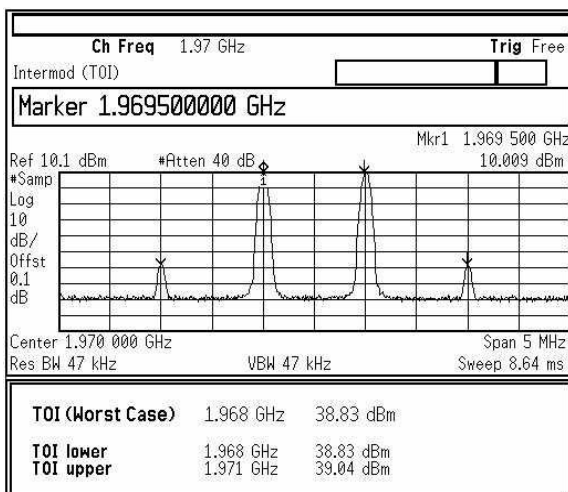 Ch Freq 1.97 GHz Trig Free
Intermod (TOI)
Marker 1.969500000 GHz
Mkr1 1.969 500 GHz
Ref 10.1 dBm #Atten 40 dB 10.009 dBm
#Samp
Log
10
dB/
Offst
0.1
dB
1
Center 1.970 000 GHz Span 5 MHz
Res BW 47 kHz VBW 47 kHz Sweep 8.64 ms
TOI (Worst Case) 1.968 GHz 38.83 dBm
TOI lower 1.968 GHz 38.83 dBm
TOI upper 1.971 GHz 39.04 dBm